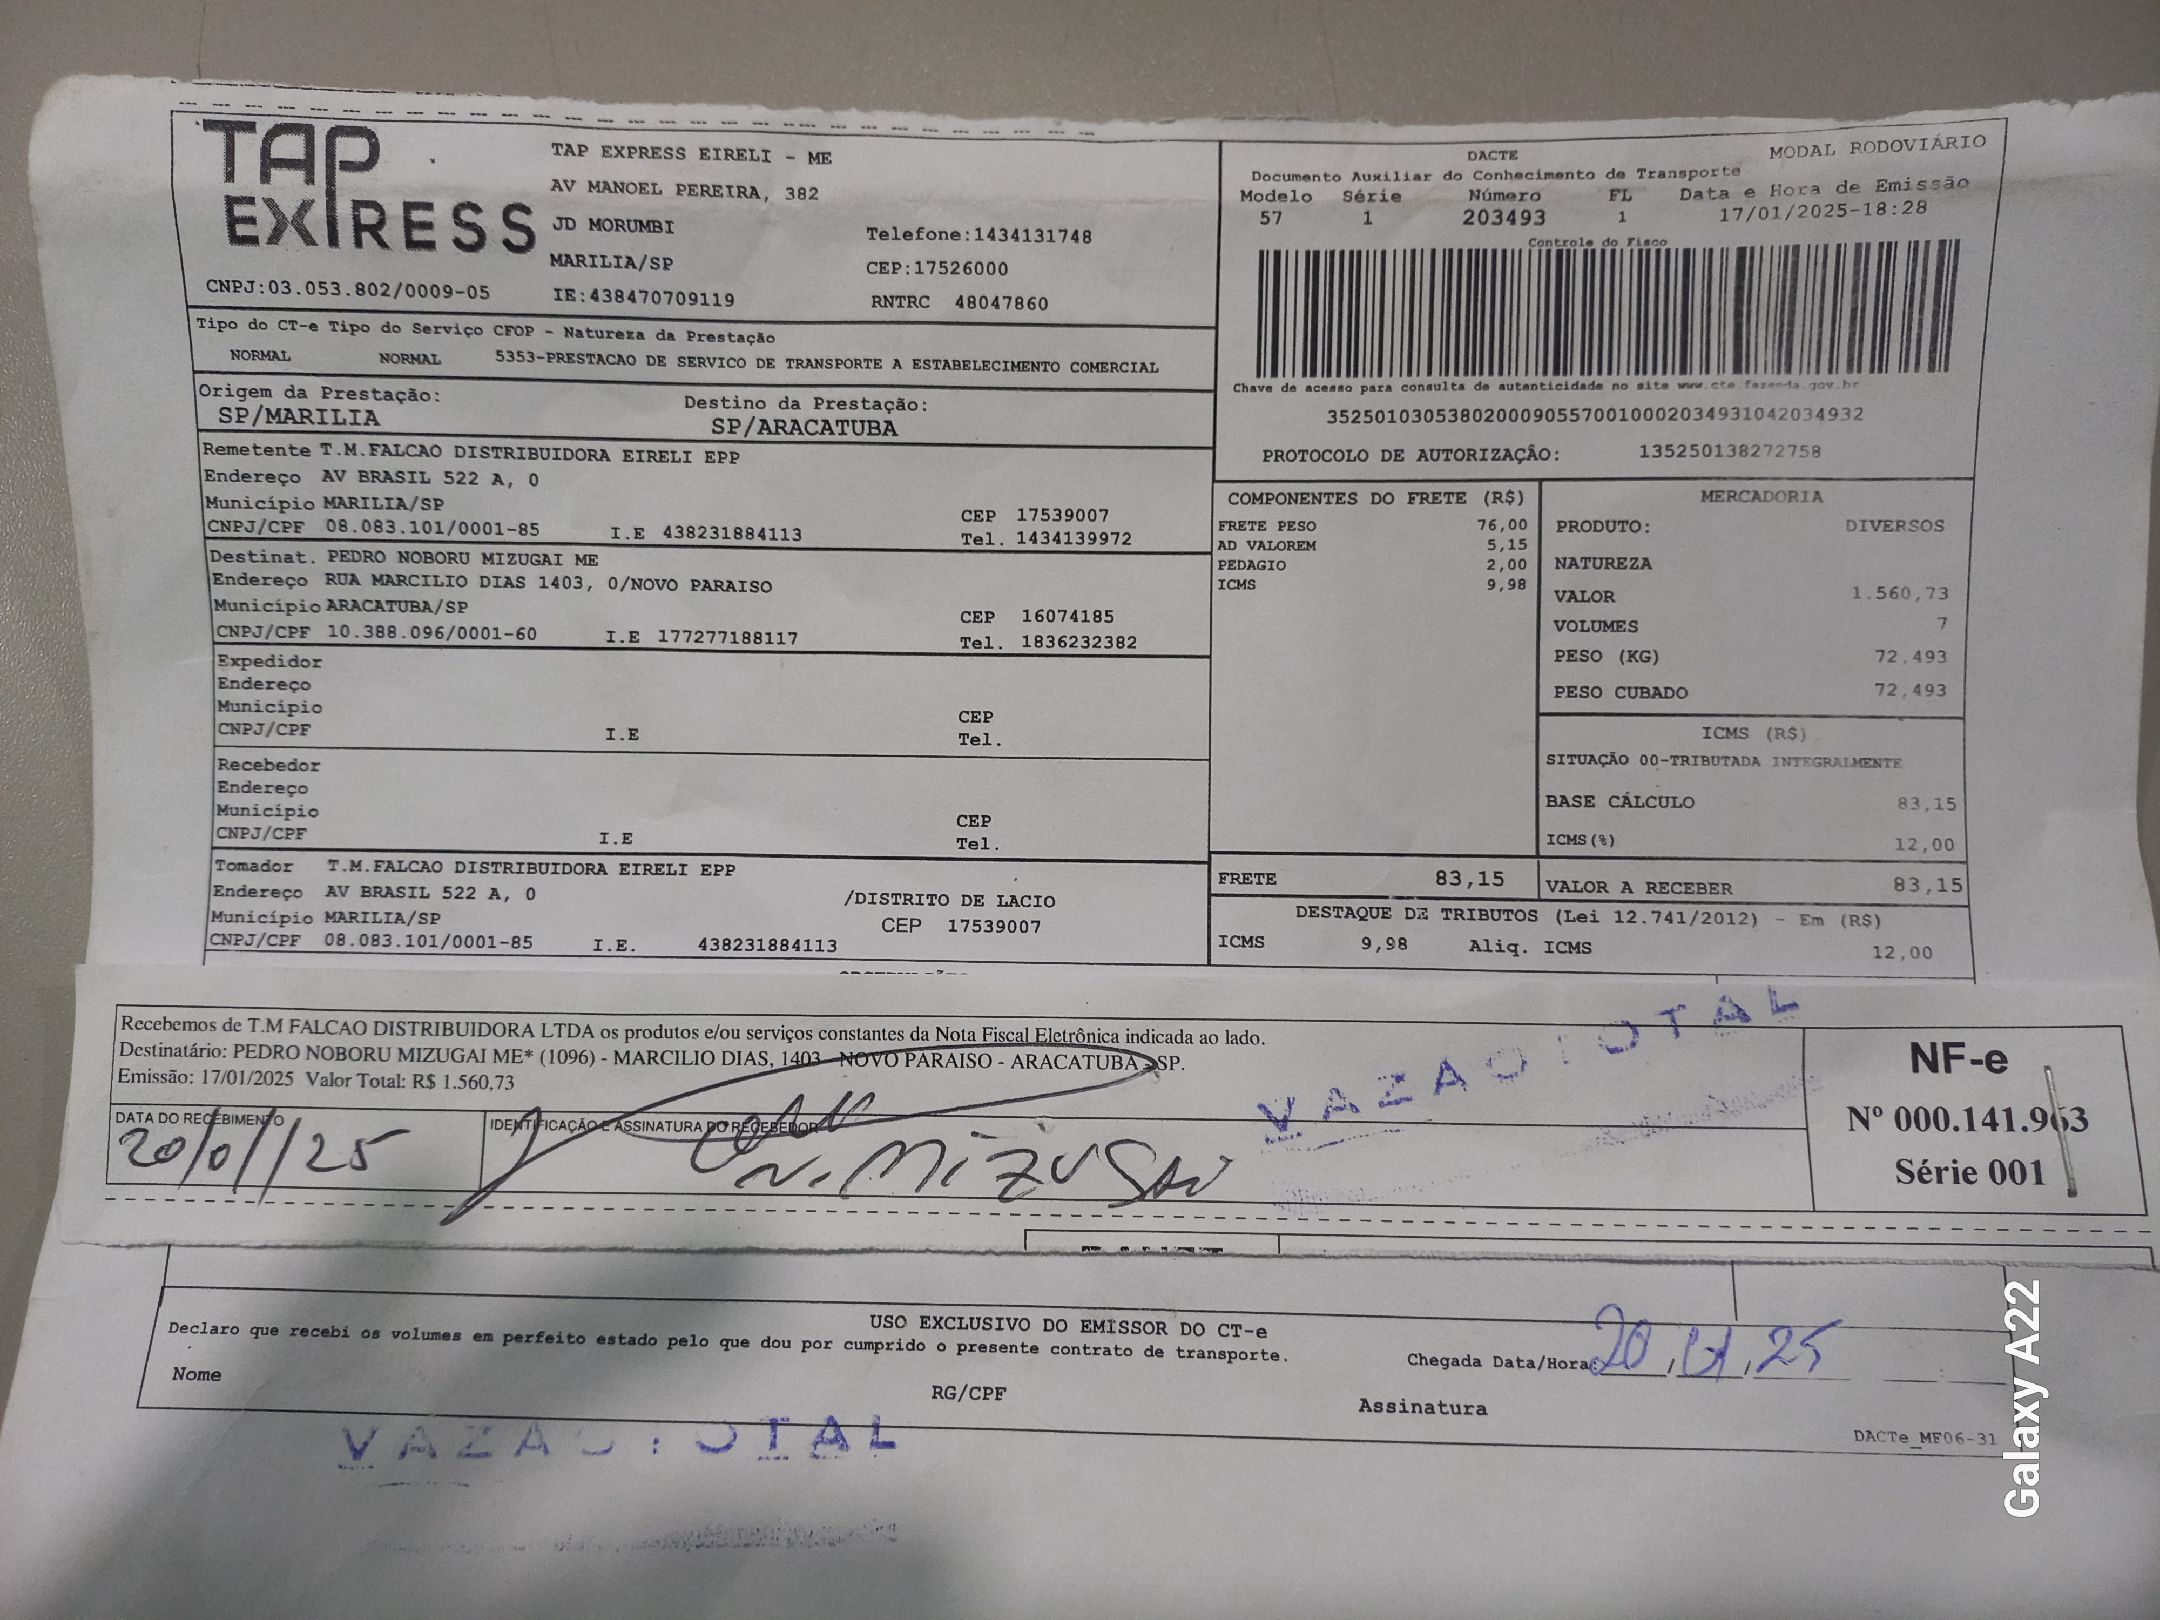 TAP EXPRESS
TAP EXPRESS EIRELI - ME
AV MANOEL PEREIRA, 382
JD MORUMBI
Telefone:1434131748
MARILIA/SP
CEP:17526000
CNPJ:03.053.802/0009-05 IE:438470709119 RNTRC 48047860
DACTE MODAL RODOVIÁRIO
Documento Auxiliar do Conhecimento de Transporte
Modelo Série Número FL Data e Hora de Emissão
57 1 203493 1 17/01/2025-18:28
Controle do Fisco
Chave de acesso para consulta de autenticidade no site www.cte.fazenda.gov.br
35250103053802000905570010002034931042034932
PROTOCOLO DE AUTORIZAÇÂO: 135250138272758
Tipo do CT-e Tipo do Serviço CFOP - Natureza da Prestação
NORMAL NORMAL 5353-PRESTACAO DE SERVICO DE TRANSPORTE A ESTABELECIMENTO COMERCIAL
Origem da Prestação: Destino da Prestação:
SP/MARILIA SP/ARACATUBA
Remetente T.M.FALCAO DISTRIBUIDORA EIRELI EPP
Endereço AV BRASIL 522 A, 0
Município MARILIA/SP CEP 17539007
CNPJ/CPF 08.083.101/0001-85 I.E 438231884113 Tel. 1434139972
Destinat. PEDRO NOBORU MIZUGAI ME
Endereço RUA MARCILIO DIAS 1403, 0/NOVO PARAISO
Município ARACATUBA/SP CEP 16074185
CNPJ/CPF 10.388.096/0001-60 I.E 177277188117 Tel. 1836232382
Expedidor
Endereço
Município CEP
CNPJ/CPF I.E Tel.
Recebedor
Endereço
Município CEP
CNPJ/CPF I.E Tel.
Tomador T.M.FALCAO DISTRIBUIDORA EIRELI EPP
Endereço AV BRASIL 522 A, 0 /DISTRITO DE LACIO
Município MARILIA/SP CEP 17539007
CNPJ/CPF 08.083.101/0001-85 I.E. 438231884113
COMPONENTES DO FRETE (R$)
FRETE PESO 76,00
AD VALOREM 5,15
PEDAGIO 2,00
ICMS 9,98
MERCADORIA
PRODUTO: DIVERSOS
NATUREZA
VALOR 1.560,73
VOLUMES 7
PESO (KG) 72,493
PESO CUBADO 72,493
ICMS (R$)
SITUAÇÃO 00-TRIBUTADA INTEGRALMENTE
BASE CÁLCULO 83,15
ICMS(%) 12,00
FRETE 83,15 VALOR A RECEBER 83,15
DESTAQUE DE TRIBUTOS (Lei 12.741/2012) - Em (R$)
ICMS 9,98 Aliq. ICMS 12,00
Recebemos de T.M FALCAO DISTRIBUIDORA LTDA os produtos e/ou serviços constantes da Nota Fiscal Eletrônica indicada ao lado.
Destinatário: PEDRO NOBORU MIZUGAI ME* (1096) - MARCILIO DIAS, 1403 - NOVO PARAISO - ARACATUBA - SP.
Emissão: 17/01/2025 Valor Total: R$ 1.560,73
DATA DO RECEBIMENTO IDENTIFICAÇÃO E ASSINATURA DO RECEBEDOR
20/01/25
NF-e
Nº 000.141.963
Série 001
USO EXCLUSIVO DO EMISSOR DO CT-e
Declaro que recebi os volumes em perfeito estado pelo que dou por cumprido o presente contrato de transporte.
Chegada Data/Hora: 20,01,25
Nome RG/CPF Assinatura
DACTe_MF06-31
Galaxy A22